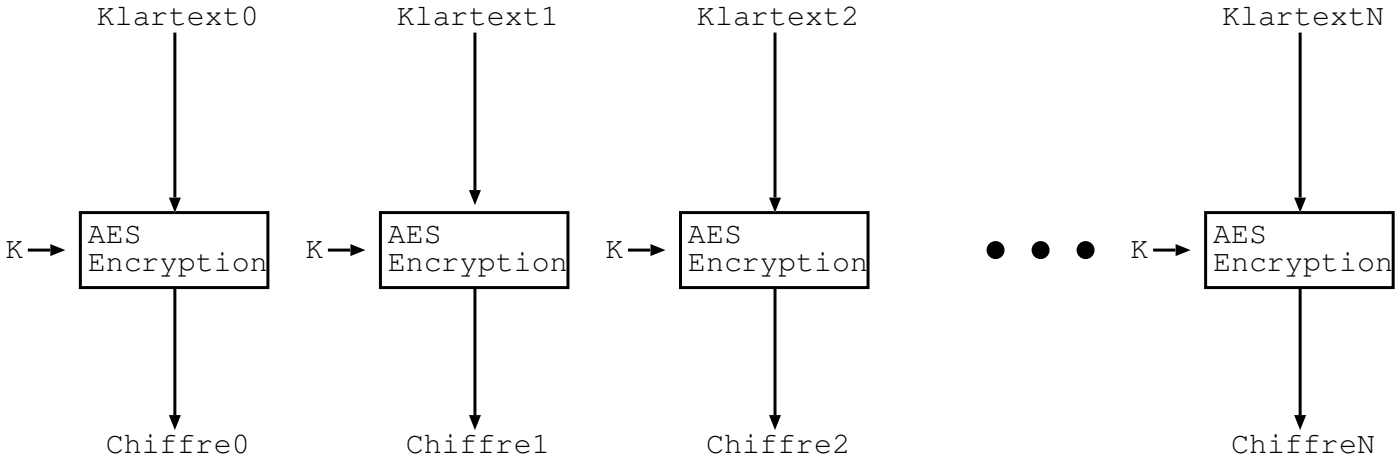 Klartext0 Klartext1 Klartext2 KlartextN
K AES Encryption K AES Encryption K AES Encryption K AES Encryption
Chiffre0 Chiffre1 Chiffre2 ChiffreN